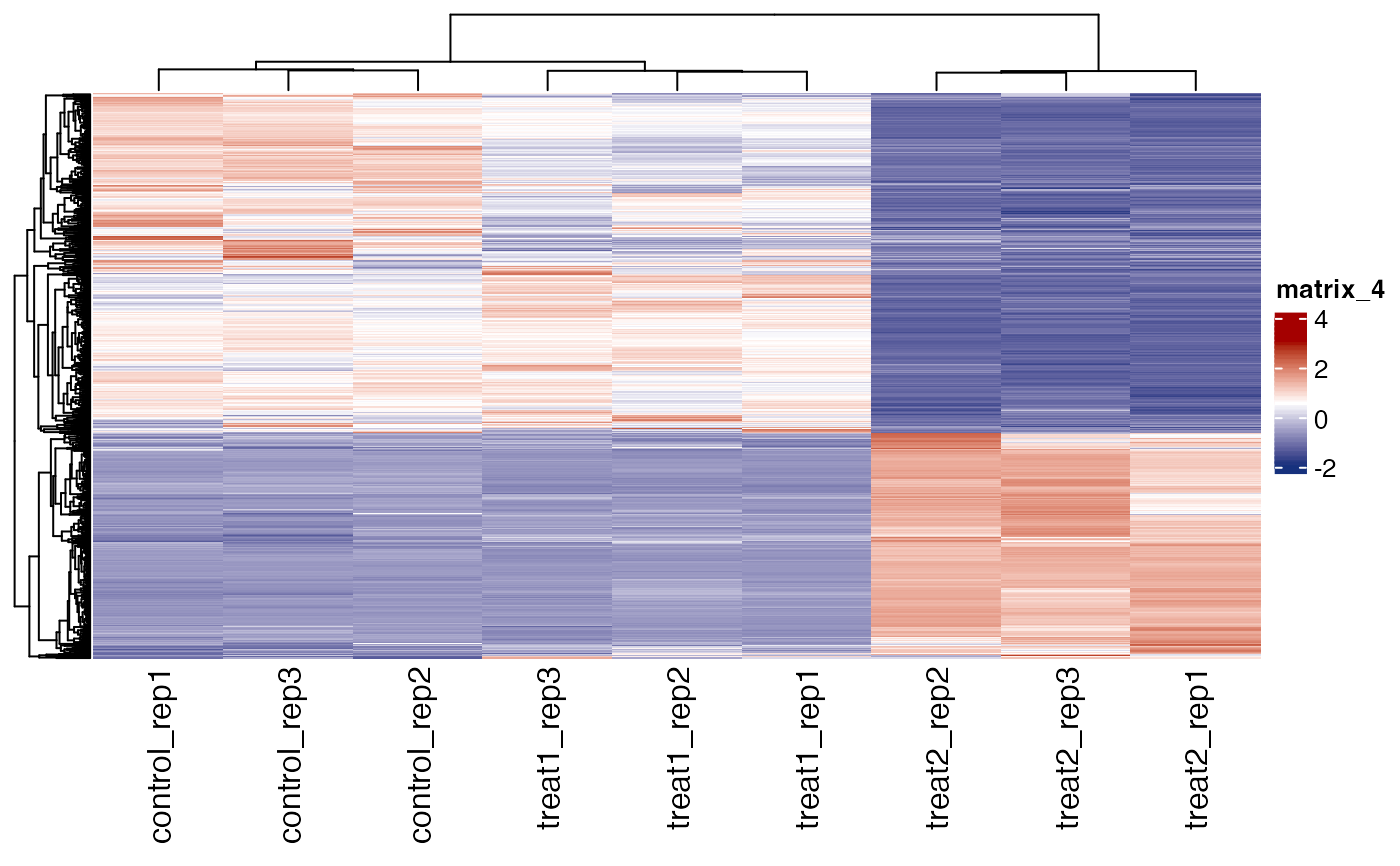 matrix_4
4
2
0
-2
control_rep1
control_rep3
control_rep2
treat1_rep3
treat1_rep2
treat1_rep1
treat2_rep2
treat2_rep3
treat2_rep1